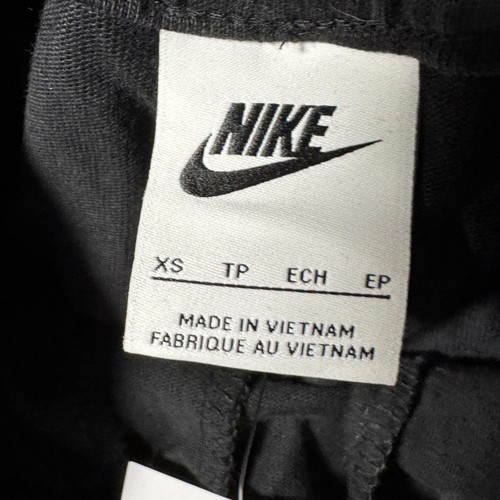 NIKE
XS TP ECH EP
MADE IN VIETNAM
FABRIQUE AU VIETNAM